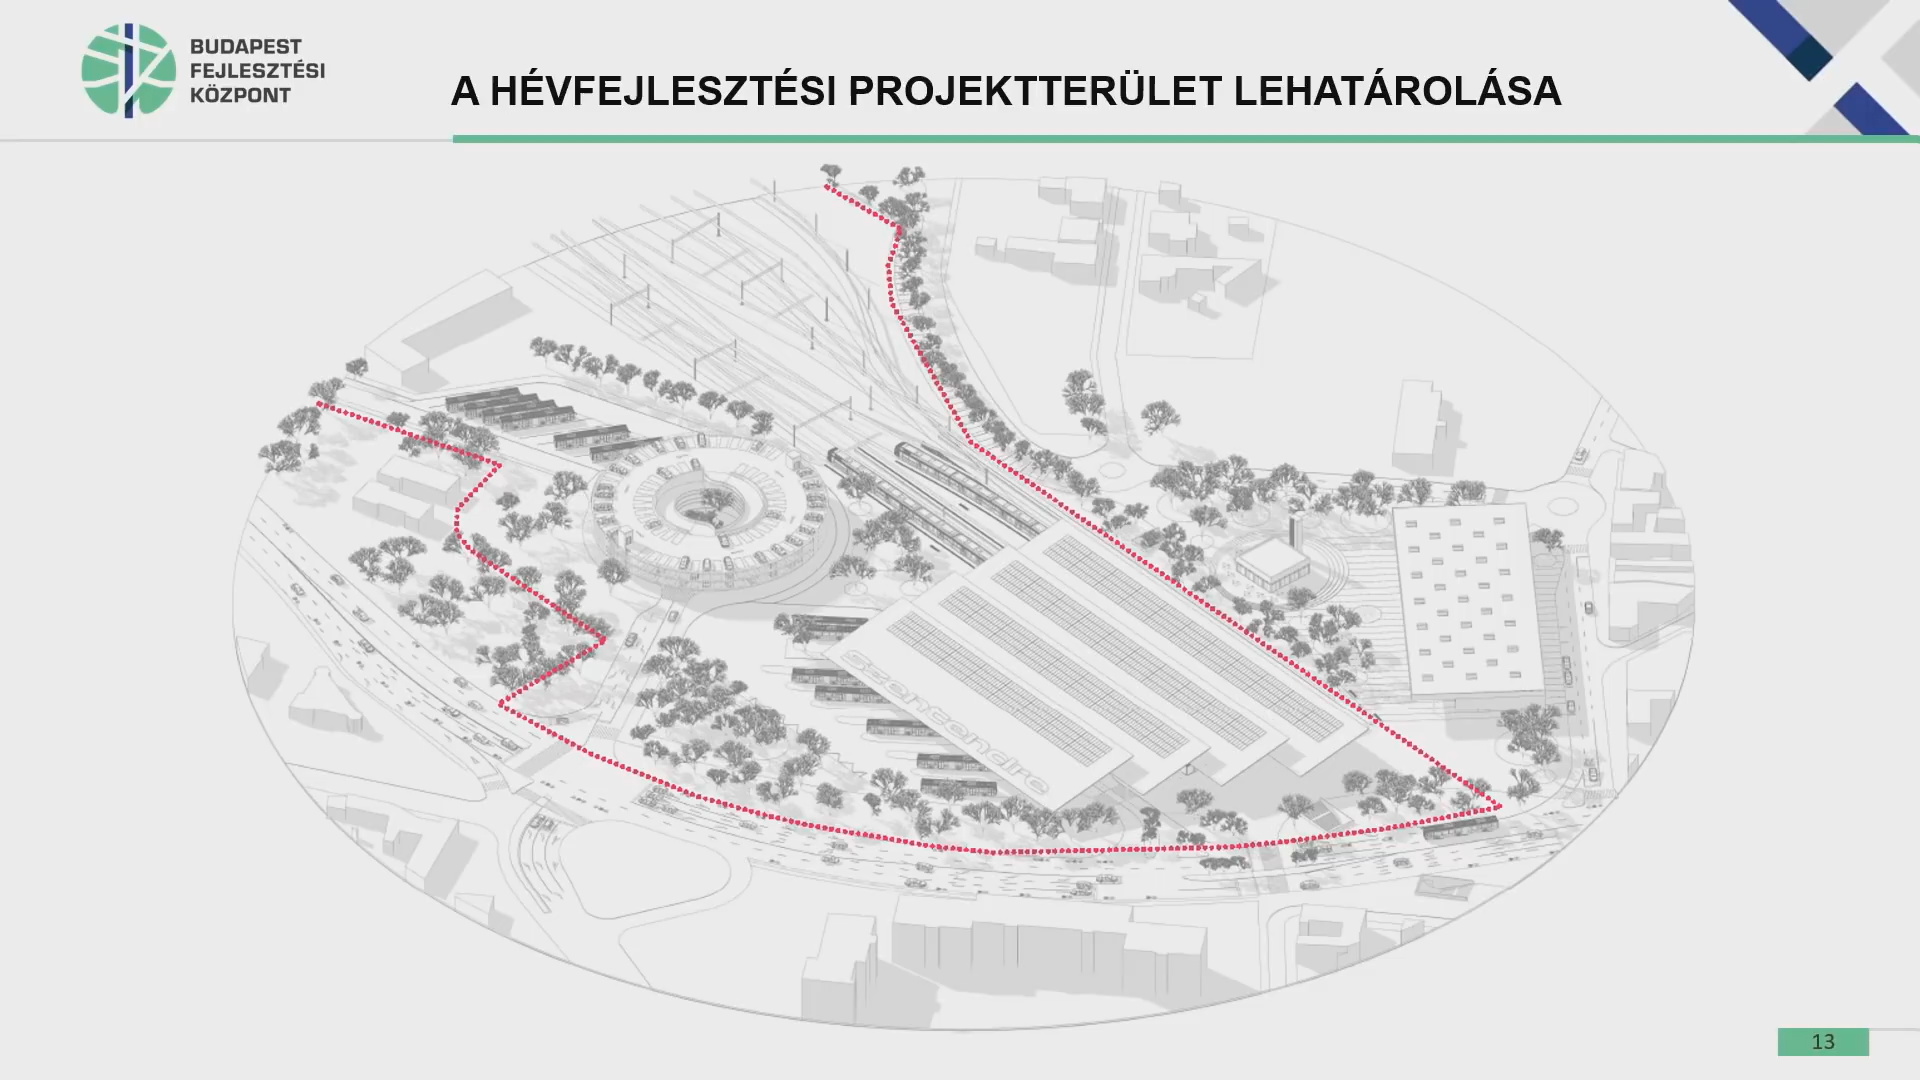 BUDAPEST
FEJLESZTÉSI
KÖZPONT
A HÉVFEJLESZTÉSI PROJEKTTERÜLET LEHATÁROLÁSA
Szentendre
13